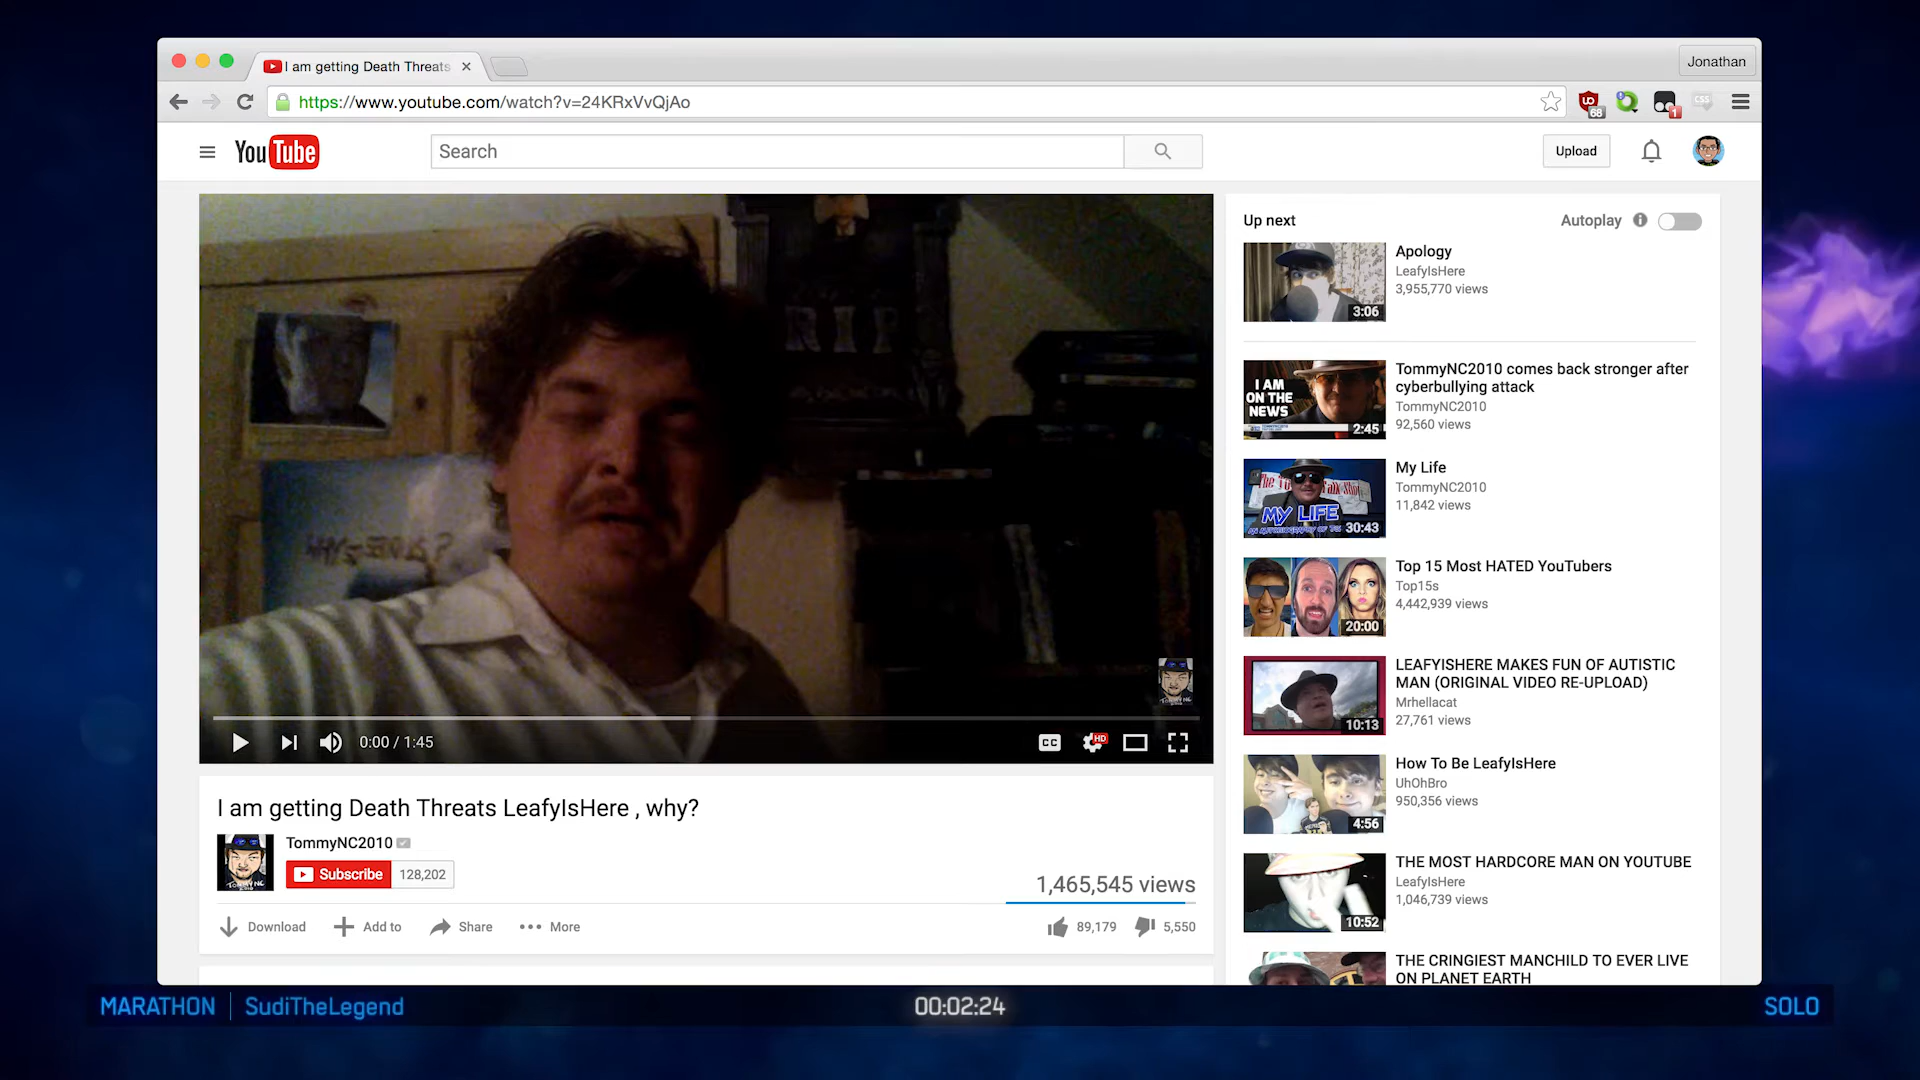 I am getting Death Threats
Jonathan
https://www.youtube.com/watch?v=24KRxVvQjAo
68
1
CSS
YouTube
Search
Upload
CC
HD
0:00 / 1:45
I am getting Death Threats LeafyIsHere , why?
TommyNC2010
Subscribe
128,202
1,465,545 views
Download
Add to
Share
More
89,179
5,550
Up next
Autoplay
Apology
LeafyIsHere
3,955,770 views
3:06
TommyNC2010 comes back stronger after
cyberbullying attack
TommyNC2010
92,560 views
I AM
ON THE
NEWS
2:45
My Life
TommyNC2010
11,842 views
MY LIFE
30:43
Top 15 Most HATED YouTubers
Top15s
4,442,939 views
20:00
LEAFYISHERE MAKES FUN OF AUTISTIC
MAN (ORIGINAL VIDEO RE-UPLOAD)
Mrhellacat
27,761 views
10:13
How To Be LeafyIsHere
UhOhBro
950,356 views
4:56
THE MOST HARDCORE MAN ON YOUTUBE
LeafyIsHere
1,046,739 views
10:52
THE CRINGIEST MANCHILD TO EVER LIVE
ON PLANET EARTH
MARATHON
SudiTheLegend
00:02:24
SOLO